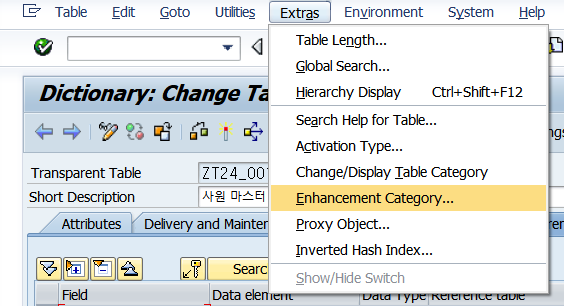 Table Edit Goto Utilities Extras Environment System Help
Table Length...
Global Search...
Dictionary: Change Ta
Hierarchy Display Ctrl+Shift+F12
Search Help for Table...
ngs
Activation Type...
Transparent Table ZT24_00
Change/Display Table Category
Short Description 사원 마스터
Enhancement Category...
Attributes Delivery and Mainten
Proxy Object...
Inverted Hash Index...
Searc
Show/Hide Switch
Field Data element Data Type Reference table